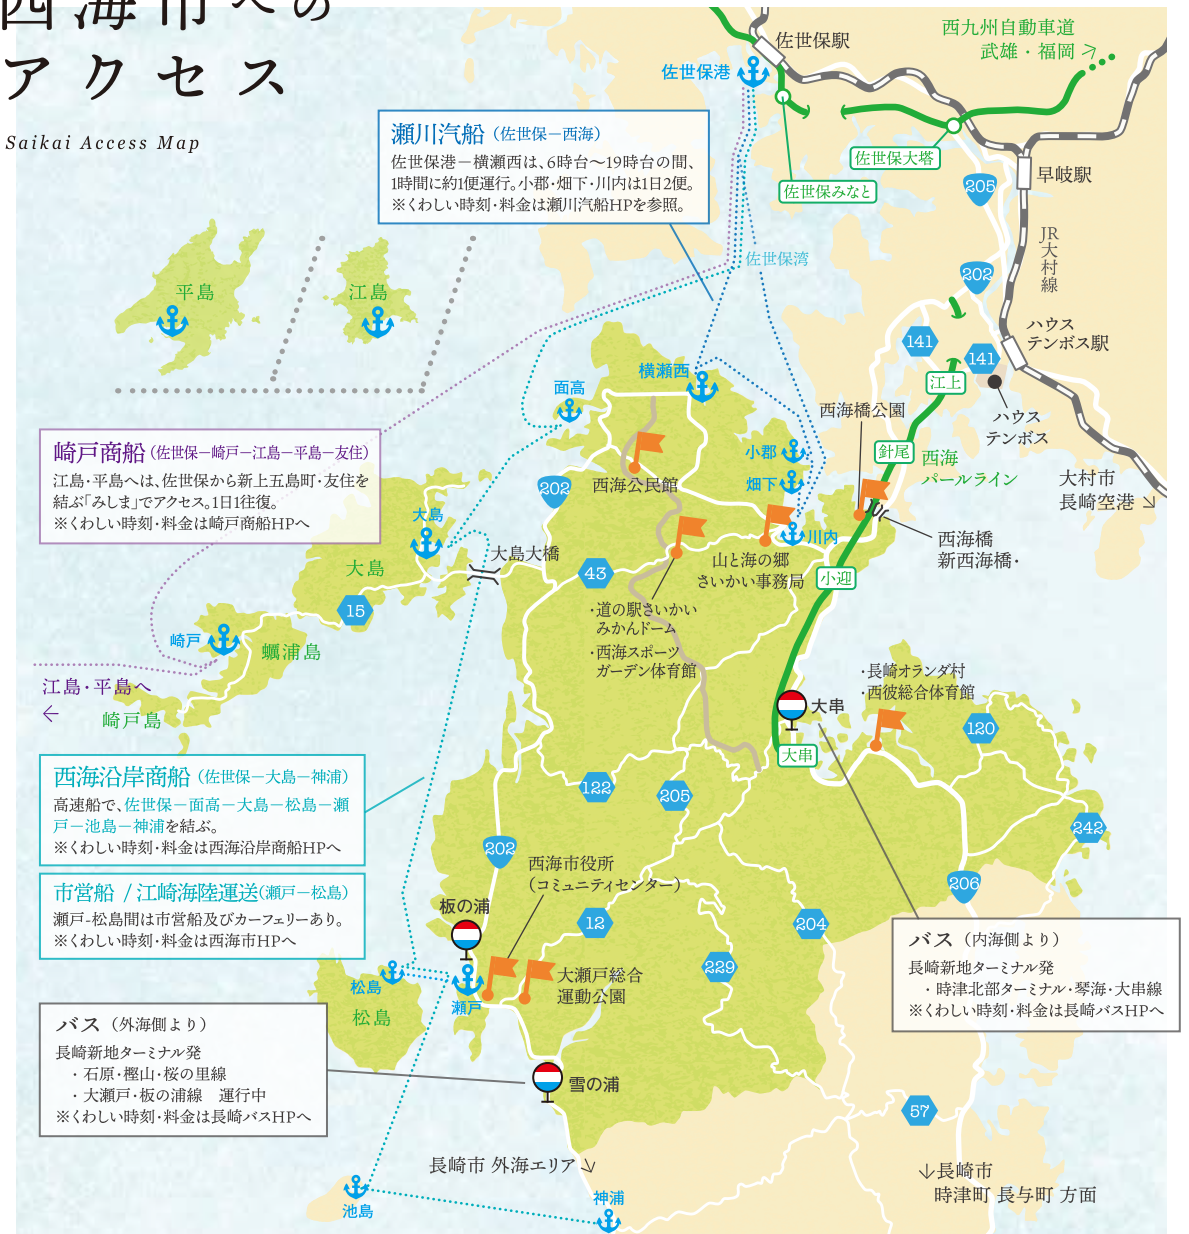 西海市への
アクセス
Saikai Access Map
佐世保駅
佐世保港
西九州自動車道
武雄・福岡
瀬川汽船（佐世保－西海）
佐世保港－横瀬西は、6時台～19時台の間、
1時間に約1便運行。小郡・畑下・川内は1日2便。
※くわしい時刻・料金は瀬川汽船HPを参照。
佐世保大塔
佐世保みなと
早岐駅
205
JR大村線
佐世保湾
202
平島
江島
141
141
ハウス
テンボス駅
江上
ハウス
テンボス
横瀬西
面高
西海橋公園
小郡
畑下
針尾
西海
パールライン
大村市
長崎空港
崎戸商船（佐世保－崎戸－江島－平島－友住）
江島・平島へは、佐世保から新上五島町・友住を
結ぶ「みしま」でアクセス。1日1往復。
※くわしい時刻・料金は崎戸商船HPへ
202
西海公民館
大島
大島大橋
川内
西海橋
新西海橋・
山と海の郷
さいかい事務局
小迎
大島
43
15
・道の駅さいかい
みかんドーム
・西海スポーツ
ガーデン体育館
崎戸
蠣浦島
江島・平島へ
崎戸島
・長崎オランダ村
・西彼総合体育館
大串
大串
120
西海沿岸商船（佐世保－大島－神浦）
高速船で、佐世保－面高－大島－松島－瀬
戸－池島－神浦を結ぶ。
※くわしい時刻・料金は西海沿岸商船HPへ
122
205
242
202
206
市営船 / 江崎海陸運送（瀬戸－松島）
瀬戸-松島間は市営船及びカーフェリーあり。
※くわしい時刻・料金は西海市HPへ
西海市役所
（コミュニティセンター）
板の浦
12
204
229
バス（内海側より）
長崎新地ターミナル発
・時津北部ターミナル・琴海・大串線
※くわしい時刻・料金は長崎バスHPへ
松島
松島
瀬戸
大瀬戸総合
運動公園
バス（外海側より）
長崎新地ターミナル発
・石原・樫山・桜の里線
・大瀬戸・板の浦線　運行中
※くわしい時刻・料金は長崎バスHPへ
雪の浦
57
長崎市 外海エリア
長崎市
時津町 長与町 方面
池島
神浦